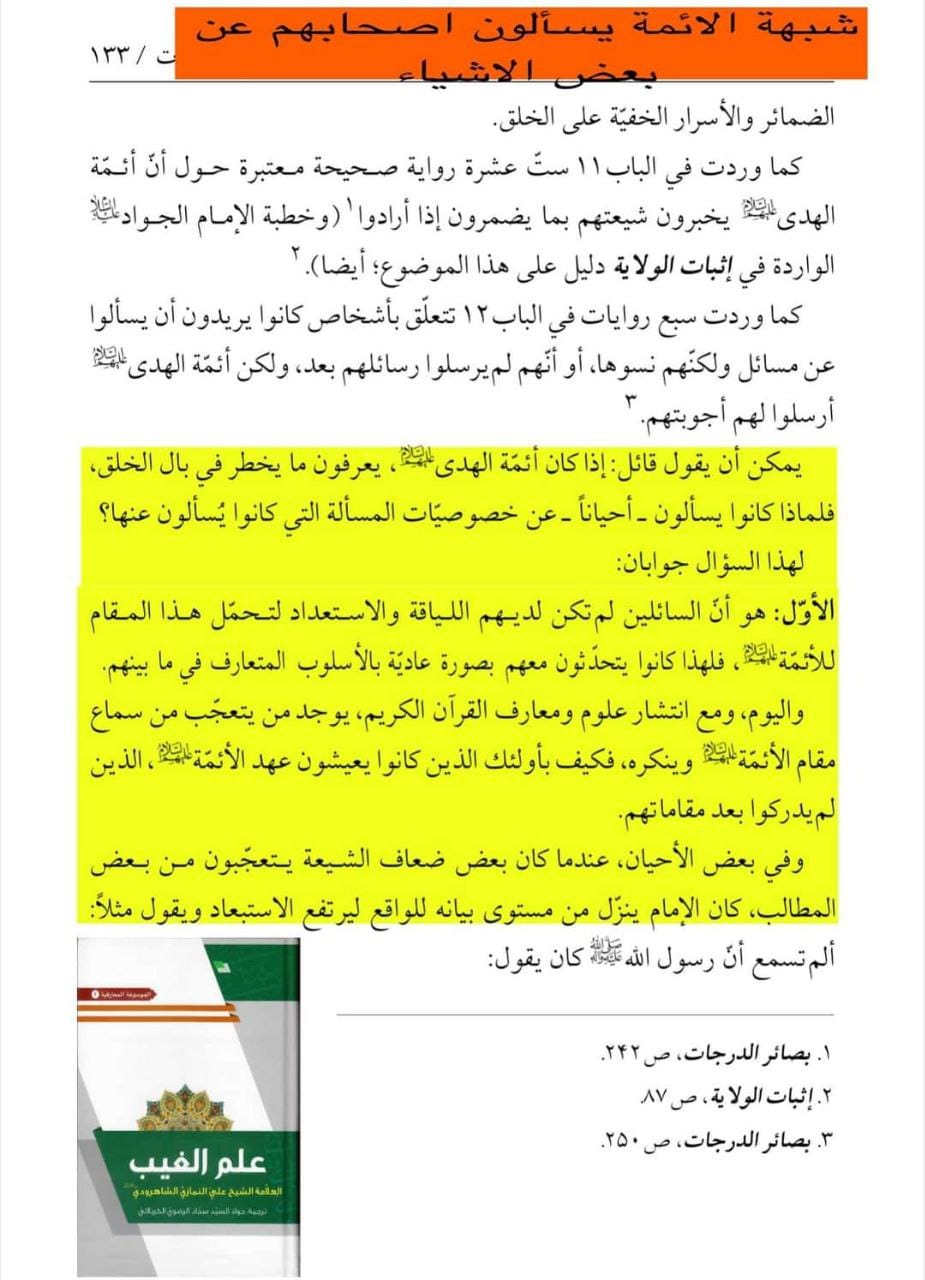 شبهة الائمة يسألون اصحابهم عن
بعض الاشياء
ت / ١٣٣
الضمائر والأسرار الخفيّة على الخلق.
كما وردت في الباب ١١ ستّ عشرة رواية صحيحة معتبرة حول أنّ أئمّة
الهدى عليهم السلام يخبرون شيعتهم بما يضمرون إذا أرادوا١ (وخطبة الإمام الجواد عليه السلام
الواردة في إثبات الولاية دليل على هذا الموضوع؛ أيضا).٢
كما وردت سبع روايات في الباب ١٢ تتعلّق بأشخاص كانوا يريدون أن يسألوا
عن مسائل ولكنّهم نسوها، أو أنّهم لم يرسلوا رسائلهم بعد، ولكن أئمّة الهدى عليهم السلام
أرسلوا لهم أجوبتهم.٣
يمكن أن يقول قائل: إذا كان أئمّة الهدى عليهم السلام، يعرفون ما يخطر في بال الخلق،
فلماذا كانوا يسألون ـ أحياناً ـ عن خصوصيّات المسألة التي كانوا يُسألون عنها؟
لهذا السؤال جوابان:
الأوّل: هو أنّ السائلين لم تكن لديهم اللياقة والاستعداد لتحمّل هذا المقام
للأئمّة عليهم السلام، فلهذا كانوا يتحدّثون معهم بصورة عاديّة بالأسلوب المتعارف في ما بينهم.
واليوم، ومع انتشار علوم ومعارف القرآن الكريم، يوجد من يتعجّب من سماع
مقام الأئمّة عليهم السلام وينكره، فكيف بأولئك الذين كانوا يعيشون عهد الأئمّة عليهم السلام، الذين
لم يدركوا بعد مقاماتهم.
وفي بعض الأحيان، عندما كان بعض ضعاف الشيعة يتعجّبون من بعض
المطالب، كان الإمام ينزّل من مستوى بيانه للواقع ليرتفع الاستبعاد ويقول مثلاً:
ألم تسمع أنّ رسول الله صلى الله عليه وآله كان يقول:
١. بصائر الدرجات، ص ٢٤٢.
٢. إثبات الولاية، ص ٨٧.
٣. بصائر الدرجات، ص ٢٥٠.
الموسوعة المعارفية ١
علم الغيب
العلامة الشيخ علي النمازي الشاهرودي
ترجمة: جواد السيد سجاد الرضوي الكربلائي